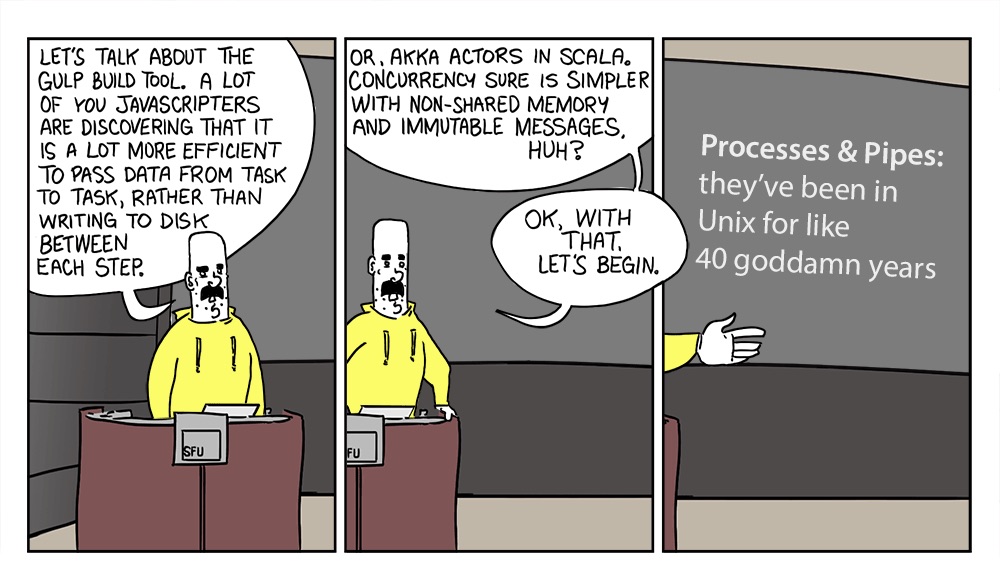 LET'S TALK ABOUT THE
GULP BUILD TOOL. A LOT
OF YOU JAVASCRIPTERS
ARE DISCOVERING THAT IT
IS A LOT MORE EFFICIENT
TO PASS DATA FROM TASK
TO TASK, RATHER THAN
WRITING TO DISK
BETWEEN
EACH STEP.
SFU
OR, AKKA ACTORS IN SCALA.
CONCURRENCY SURE IS SIMPLER
WITH NON-SHARED MEMORY
AND IMMUTABLE MESSAGES,
HUH?
OK, WITH
THAT,
LET'S BEGIN.
FU
Processes & Pipes:
they've been in
Unix for like
40 goddamn years